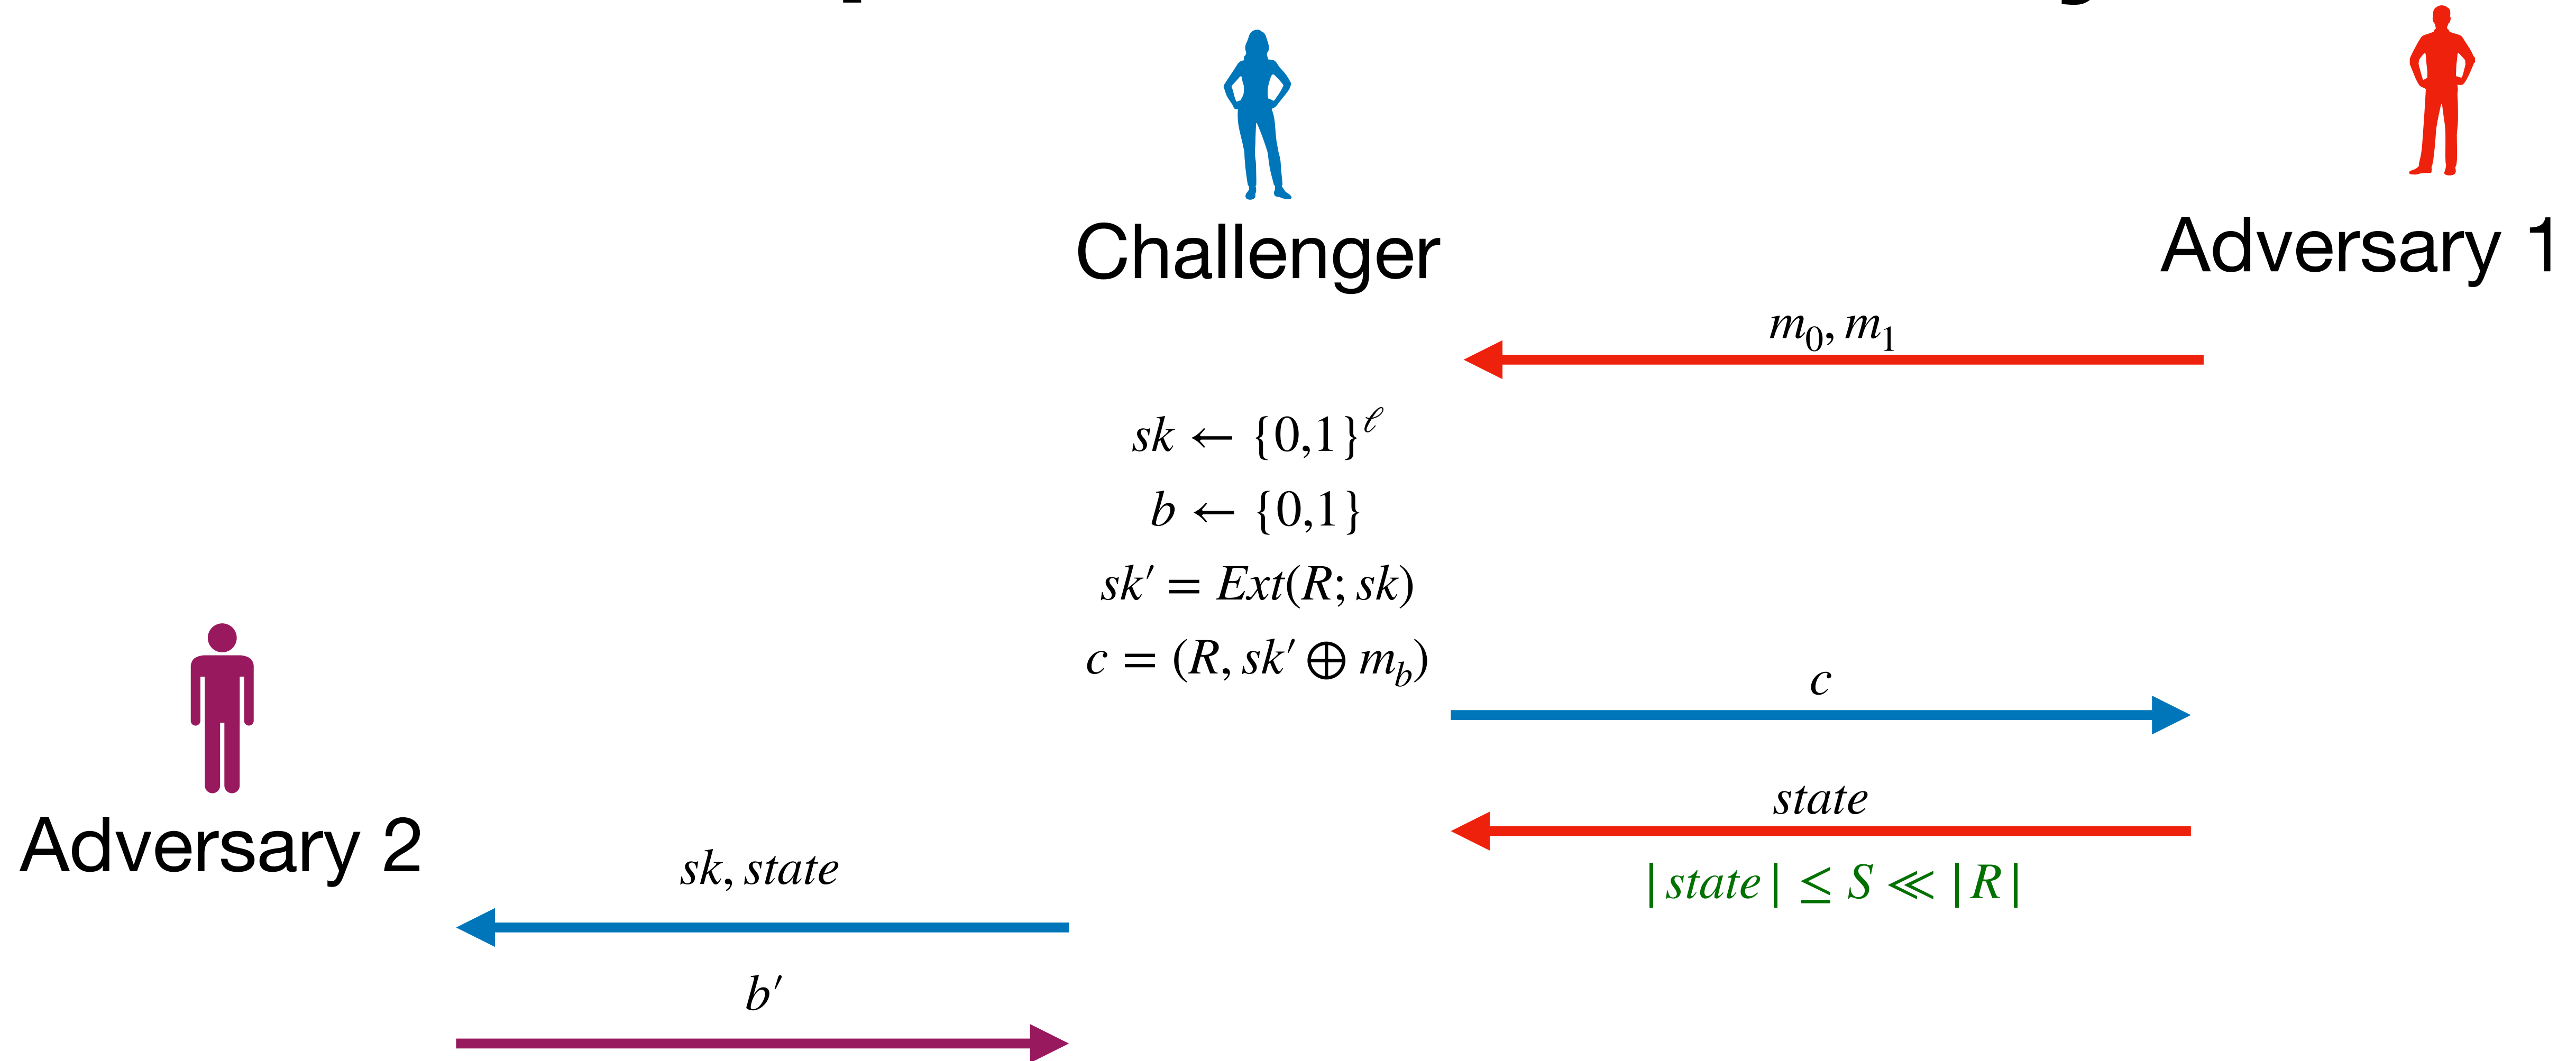 Challenger
Adversary 1
m₀, m₁
sk ← {0,1}^ℓ
b ← {0,1}
sk′ = Ext(R; sk)
c = (R, sk′ ⊕ m_b)
c
state
|state| ≤ S ≪ |R|
Adversary 2
sk, state
b′